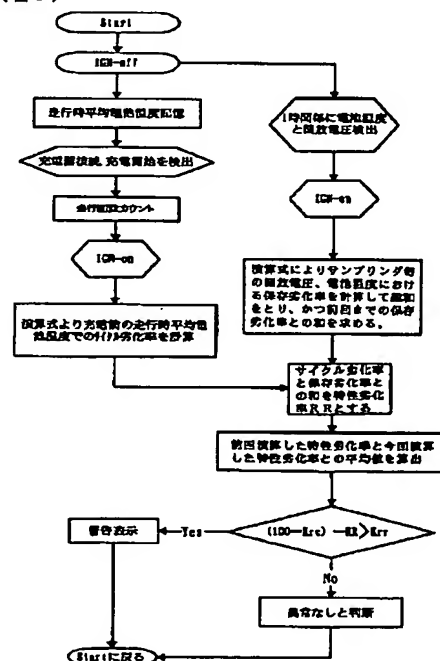 Start
IGN-off
走行時平均電池温度記憶
1時間毎に電池温度
と開放電圧検出
充電器接続、充電開始を検出
走行回数カウント
IGN-on
IGN-on
演算式によりサンプリング毎
の開放電圧、電池温度におけ
る保存劣化率を計算して総和
をとり、かつ前回までの保存
劣化率との和を求める。
演算式より充電前の走行時平均電
池温度でのサイクル劣化率を計算
サイクル劣化率
と保存劣化率と
の和を特性劣化
率RRとする
前回演算した特性劣化率と今回演算
した特性劣化率との平均値を算出
警告表示
Yes
No
異常なしと判断
Startに戻る